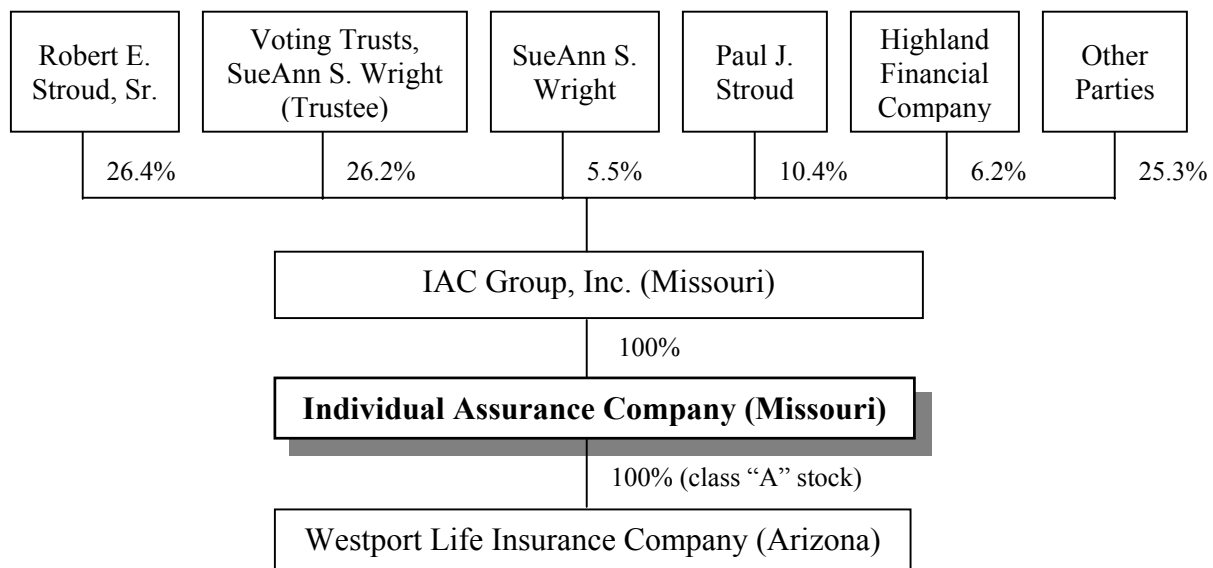 Robert E.
Stroud, Sr.
Voting Trusts,
SueAnn S. Wright
(Trustee)
SueAnn S.
Wright
Paul J.
Stroud
Highland
Financial
Company
Other
Parties
26.4%
26.2%
5.5%
10.4%
6.2%
25.3%
IAC Group, Inc. (Missouri)
100%
Individual Assurance Company (Missouri)
100% (class “A” stock)
Westport Life Insurance Company (Arizona)